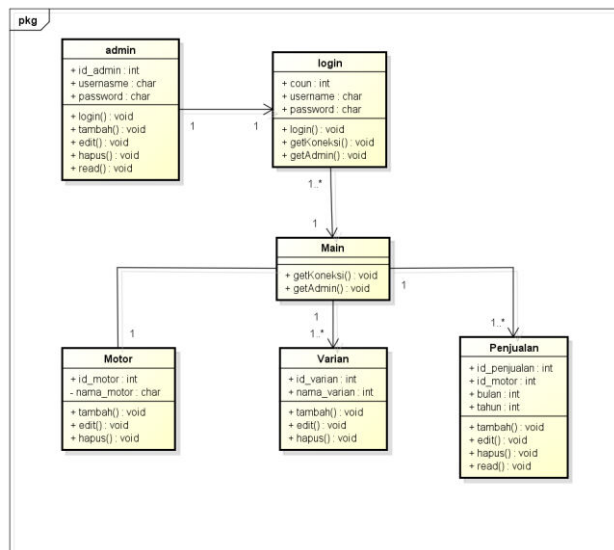 pkg
admin
+ id_admin : int
+ usernasme : char
+ password : char
+ login() : void
+ tambah() : void
+ edit() : void
+ hapus() : void
+ read() : void
login
+ coun : int
+ username : char
+ password : char
+ login() : void
+ getKoneksi() : void
+ getAdmin() : void
1
1
1..*
1
Main
+ getKoneksi() : void
+ getAdmin() : void
1
1
1
1..*
1..*
Motor
+ id_motor : int
- nama_motor : char
+ tambah() : void
+ edit() : void
+ hapus() : void
Varian
+ id_varian : int
+ nama_varian : int
+ tambah() : void
+ edit() : void
+ hapus() : void
Penjualan
+ id_penjualan : int
+ id_motor : int
+ bulan : int
+ tahun : int
+ tambah() : void
+ edit() : void
+ hapus() : void
+ read() : void